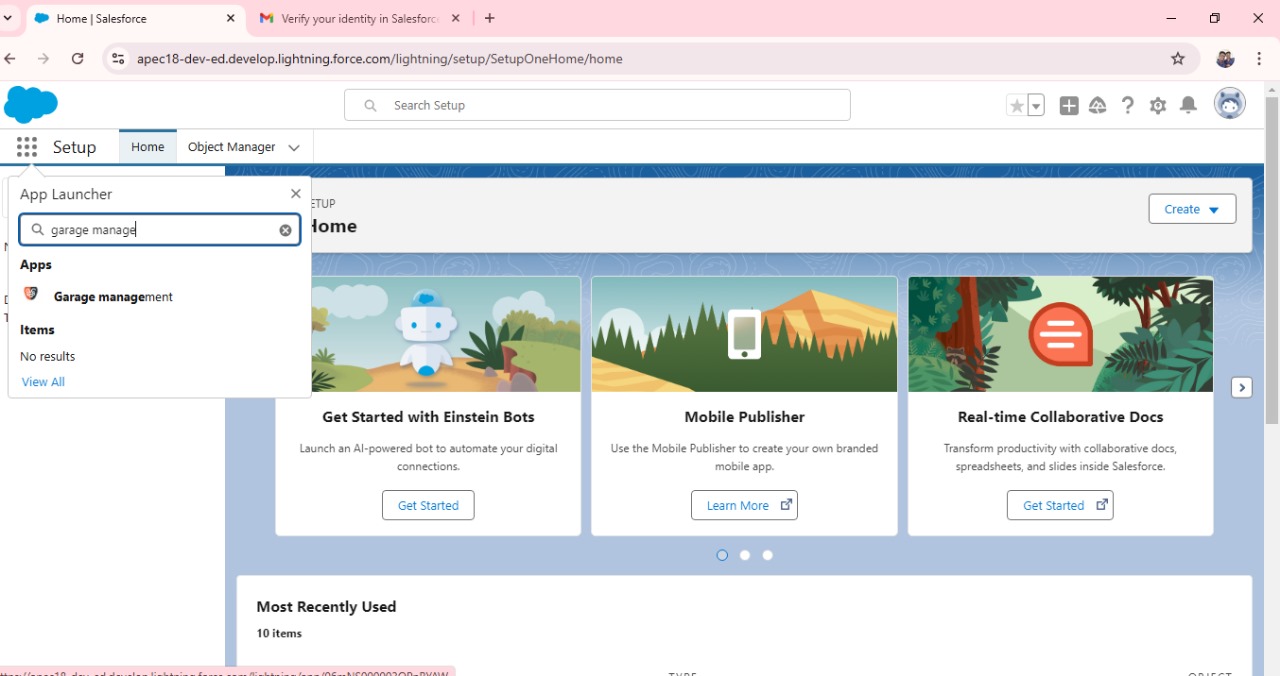 Home | Salesforce
Verify your identity in Salesforc
apec18-dev-ed.develop.lightning.force.com/lightning/setup/SetupOneHome/home
Search Setup
Setup
Home
Object Manager
App Launcher
garage manage
Apps
Garage management
Items
No results
View All
ETUP
Home
Create
Get Started with Einstein Bots
Launch an AI-powered bot to automate your digital
connections.
Get Started
Mobile Publisher
Use the Mobile Publisher to create your own branded
mobile app.
Learn More
Real-time Collaborative Docs
Transform productivity with collaborative docs,
spreadsheets, and slides inside Salesforce.
Get Started
Most Recently Used
10 items
TYPE
OBJECT